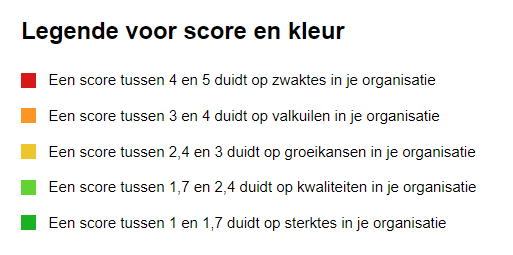 Legende voor score en kleur
Een score tussen 4 en 5 duidt op zwaktes in je organisatie
Een score tussen 3 en 4 duidt op valkuilen in je organisatie
Een score tussen 2,4 en 3 duidt op groeikansen in je organisatie
Een score tussen 1,7 en 2,4 duidt op kwaliteiten in je organisatie
Een score tussen 1 en 1,7 duidt op sterktes in je organisatie